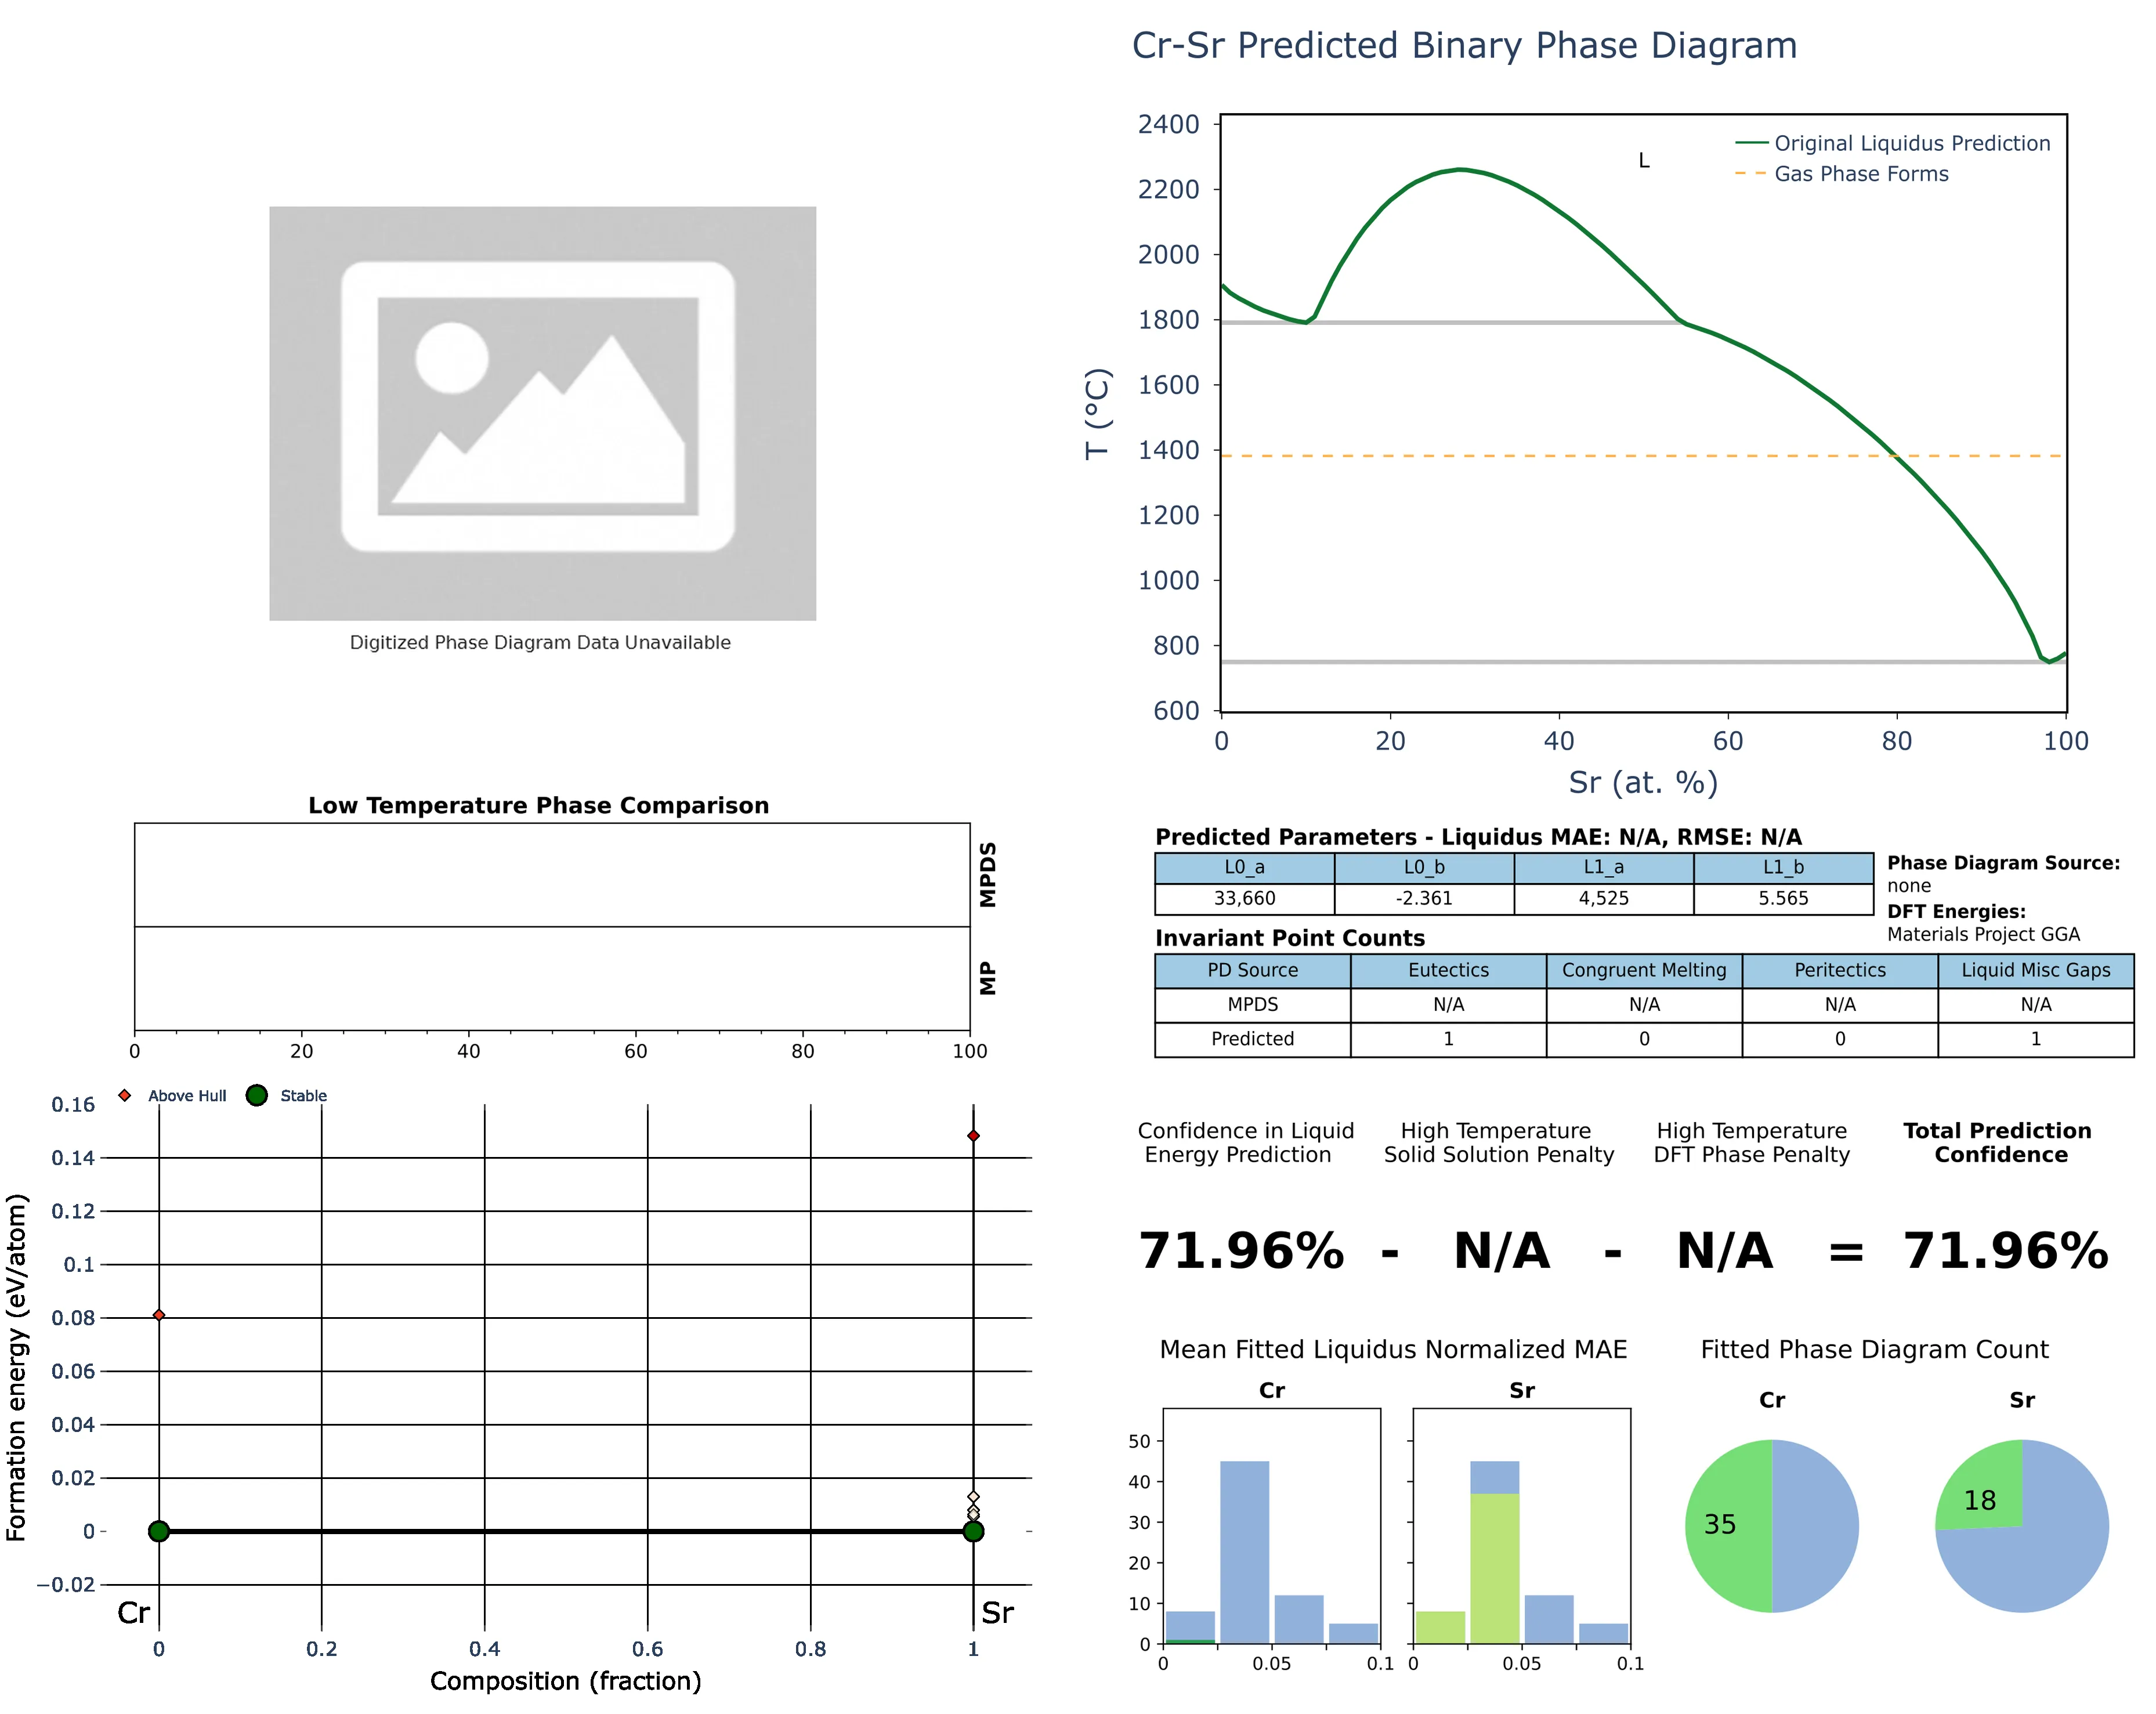 Cr-Sr Predicted Binary Phase Diagram
Digitized Phase Diagram Data Unavailable
2400
2200
2000
1800
1600
1400
1200
1000
800
600
T (°C)
L
Original Liquidus Prediction
Gas Phase Forms
0 20 40 60 80 100
Sr (at. %)
Low Temperature Phase Comparison
MPDS
MP
0 20 40 60 80 100
Predicted Parameters - Liquidus MAE: N/A, RMSE: N/A
L0_a L0_b L1_a L1_b
33,660 -2.361 4,525 5.565
Phase Diagram Source:
none
DFT Energies:
Materials Project GGA
Invariant Point Counts
PD Source Eutectics Congruent Melting Peritectics Liquid Misc Gaps
MPDS N/A N/A N/A N/A
Predicted 1 0 0 1
Above Hull Stable
0.16
0.14
0.12
0.1
0.08
0.06
0.04
0.02
0
−0.02
Formation energy (eV/atom)
Cr Sr
0 0.2 0.4 0.6 0.8 1
Composition (fraction)
Confidence in Liquid
Energy Prediction
High Temperature
Solid Solution Penalty
High Temperature
DFT Phase Penalty
Total Prediction
Confidence
71.96% - N/A - N/A = 71.96%
Mean Fitted Liquidus Normalized MAE
Cr Sr
50
40
30
20
10
0
0 0.05 0.1 0 0.05 0.1
Fitted Phase Diagram Count
Cr Sr
35 18